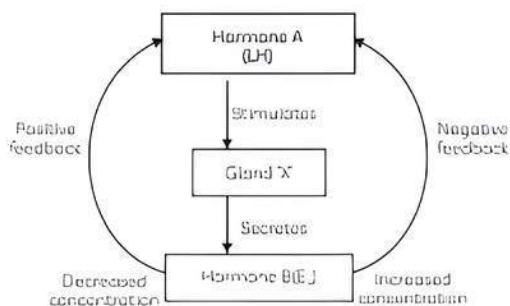 Hormone A
(LH)
Stimulates
Positive
feedback
Negative
feedback
Gland 'X'
Secretes
Hormone
Decreased
concentration
Increased
concentration